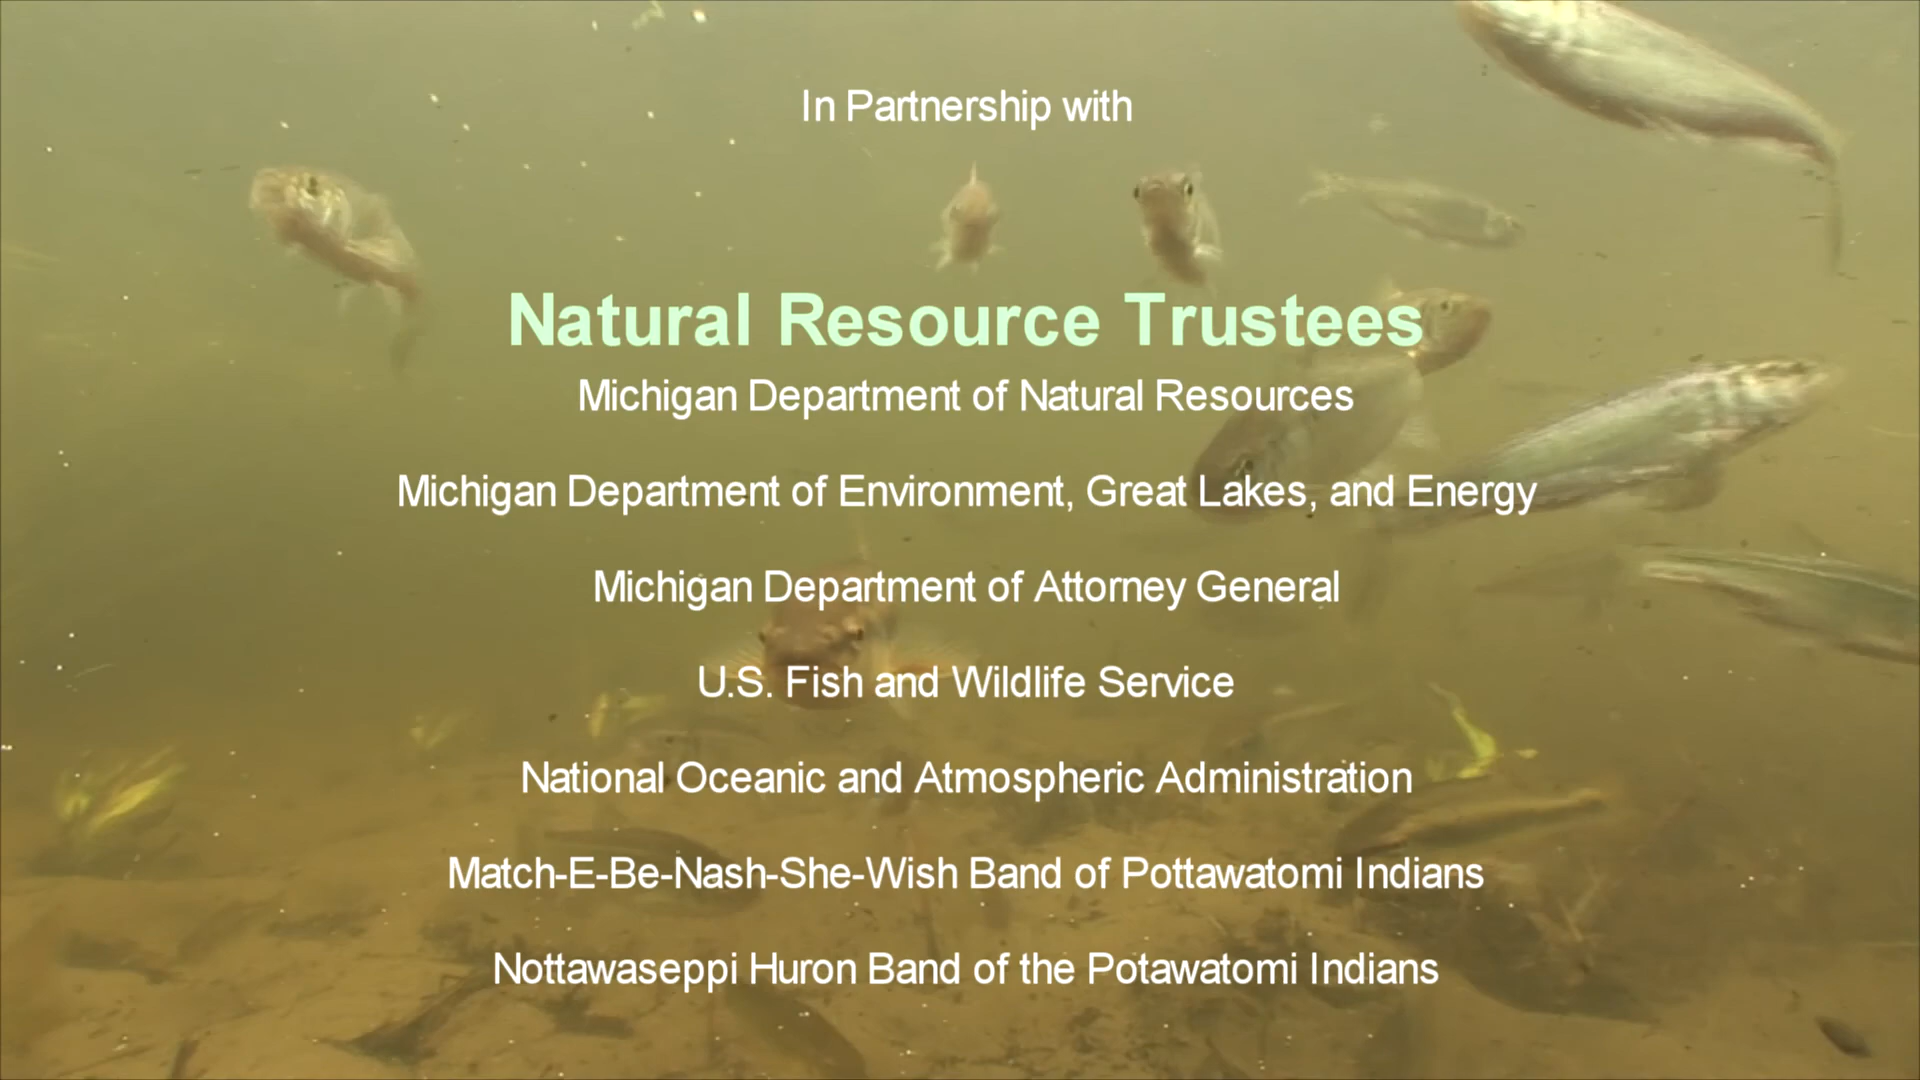 In Partnership with
Natural Resource Trustees
Michigan Department of Natural Resources
Michigan Department of Environment, Great Lakes, and Energy
Michigan Department of Attorney General
U.S. Fish and Wildlife Service
National Oceanic and Atmospheric Administration
Match-E-Be-Nash-She-Wish Band of Pottawatomi Indians
Nottawaseppi Huron Band of the Potawatomi Indians